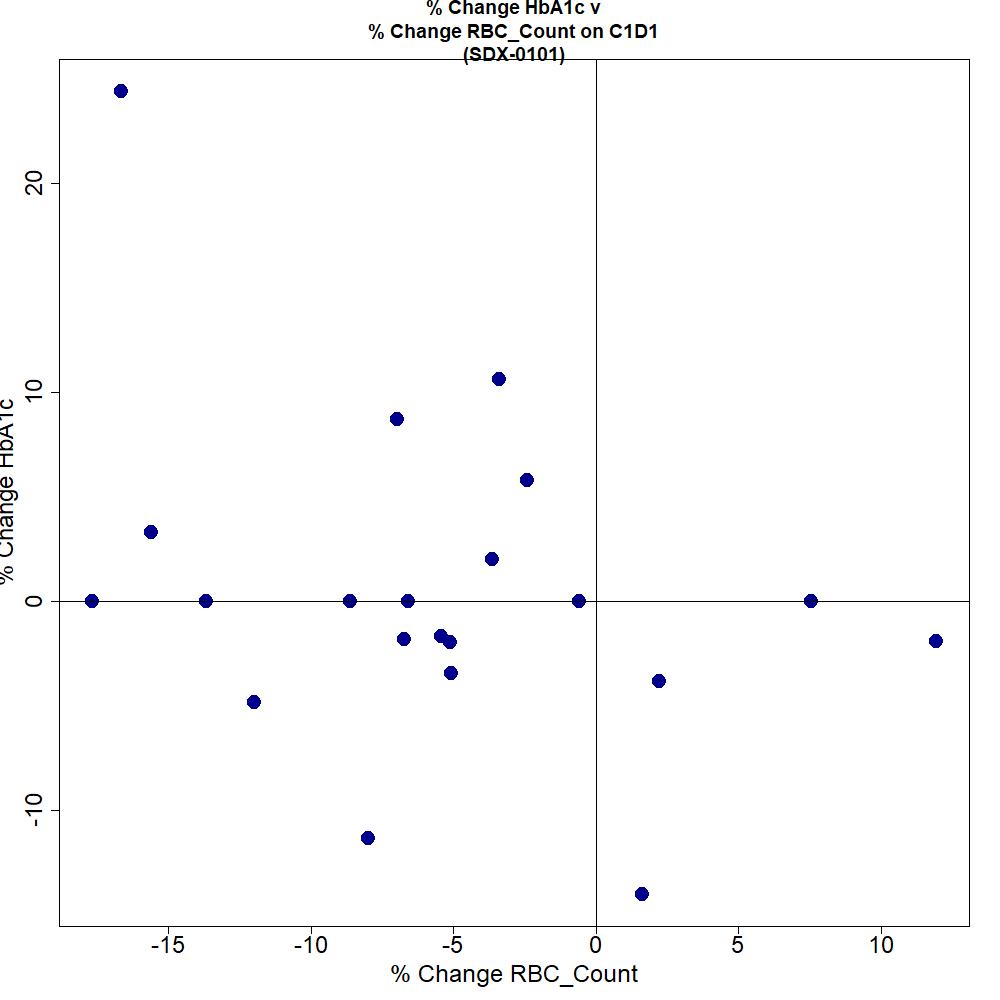 % Change HbA1c v
% Change RBC_Count on C1D1
(SDX-0101)
% Change HbA1c
20
10
0
-10
-15
-10
-5
0
5
10
% Change RBC_Count